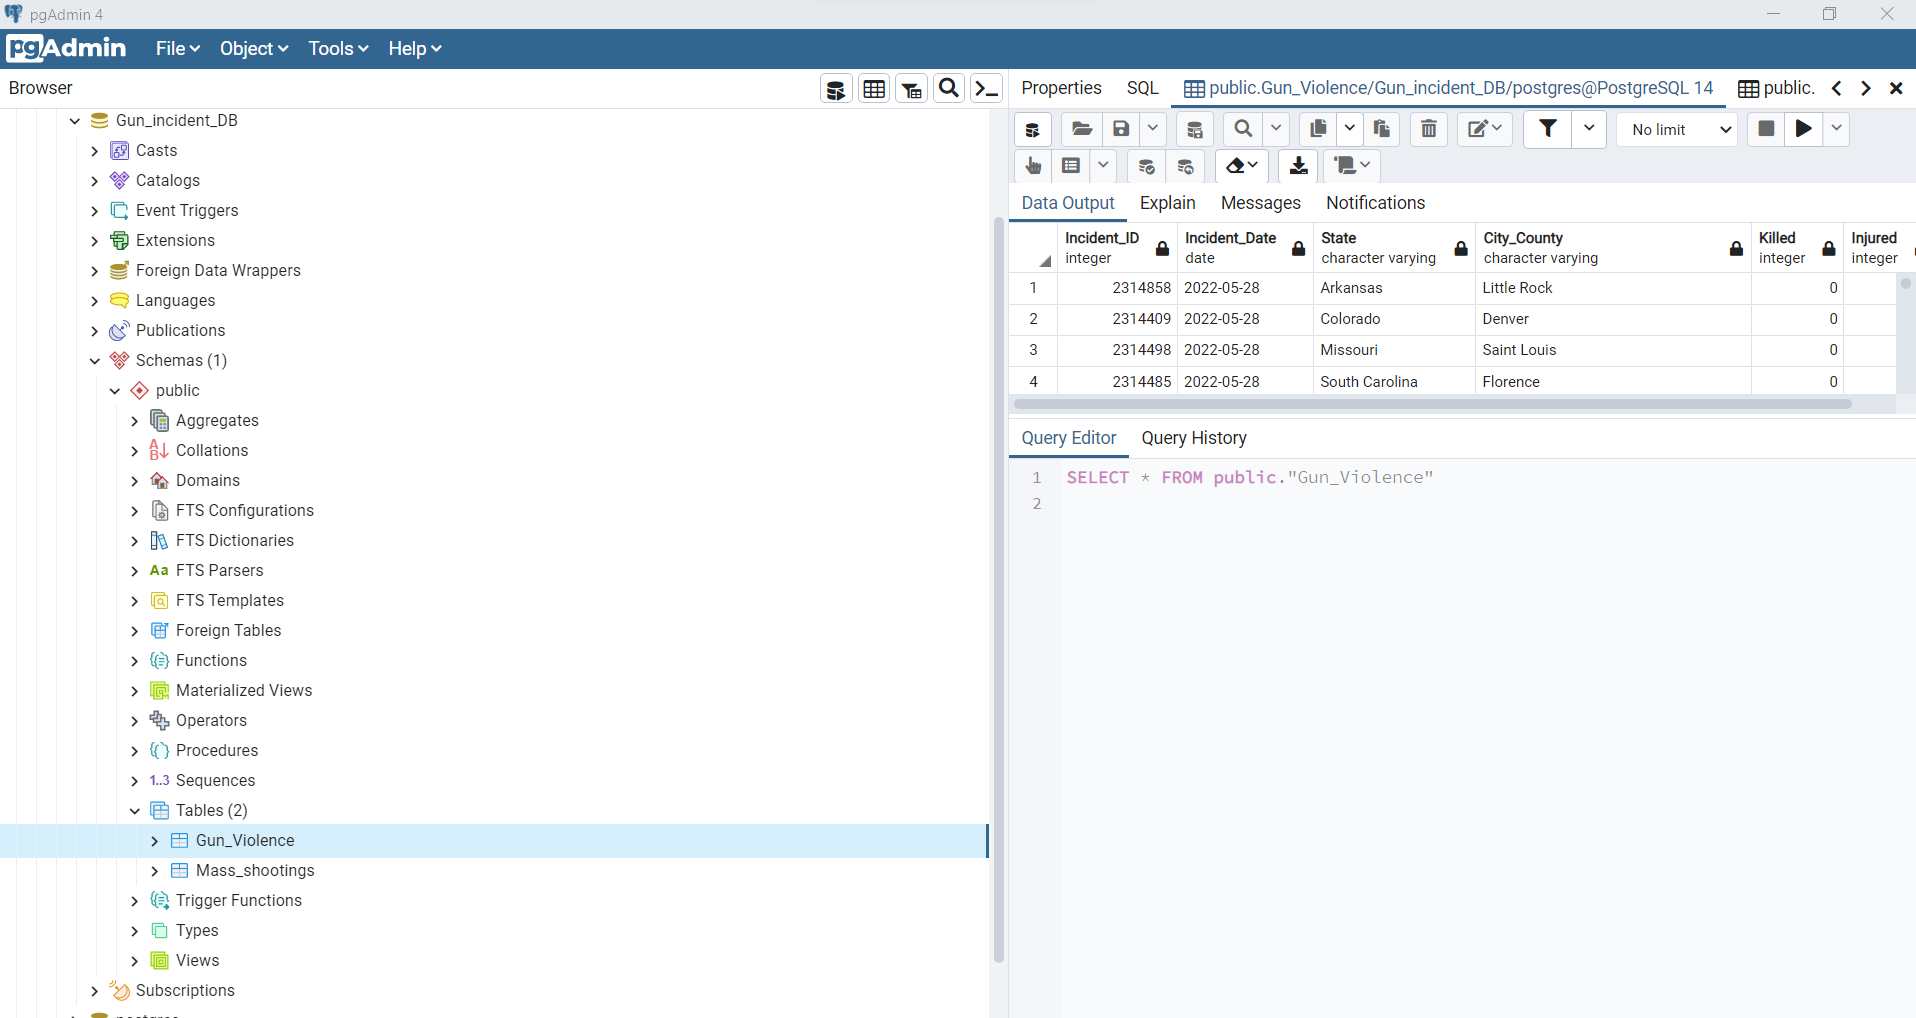 pgAdmin 4
pgAdmin File Object Tools Help
Browser
Properties SQL public.Gun_Violence/Gun_incident_DB/postgres@PostgreSQL 14 public.
Gun_incident_DB
Casts
Catalogs
Event Triggers
Extensions
Foreign Data Wrappers
Languages
Publications
Schemas (1)
public
Aggregates
Collations
Domains
FTS Configurations
FTS Dictionaries
Aa FTS Parsers
FTS Templates
Foreign Tables
Functions
Materialized Views
Operators
Procedures
1..3 Sequences
Tables (2)
Gun_Violence
Mass_shootings
Trigger Functions
Types
Views
Subscriptions
No limit
Data Output Explain Messages Notifications
Incident_ID Incident_Date State City_County Killed Injured
integer date character varying character varying integer integer
1 2314858 2022-05-28 Arkansas Little Rock 0
2 2314409 2022-05-28 Colorado Denver 0
3 2314498 2022-05-28 Missouri Saint Louis 0
4 2314485 2022-05-28 South Carolina Florence 0
Query Editor Query History
1 SELECT * FROM public."Gun_Violence"
2